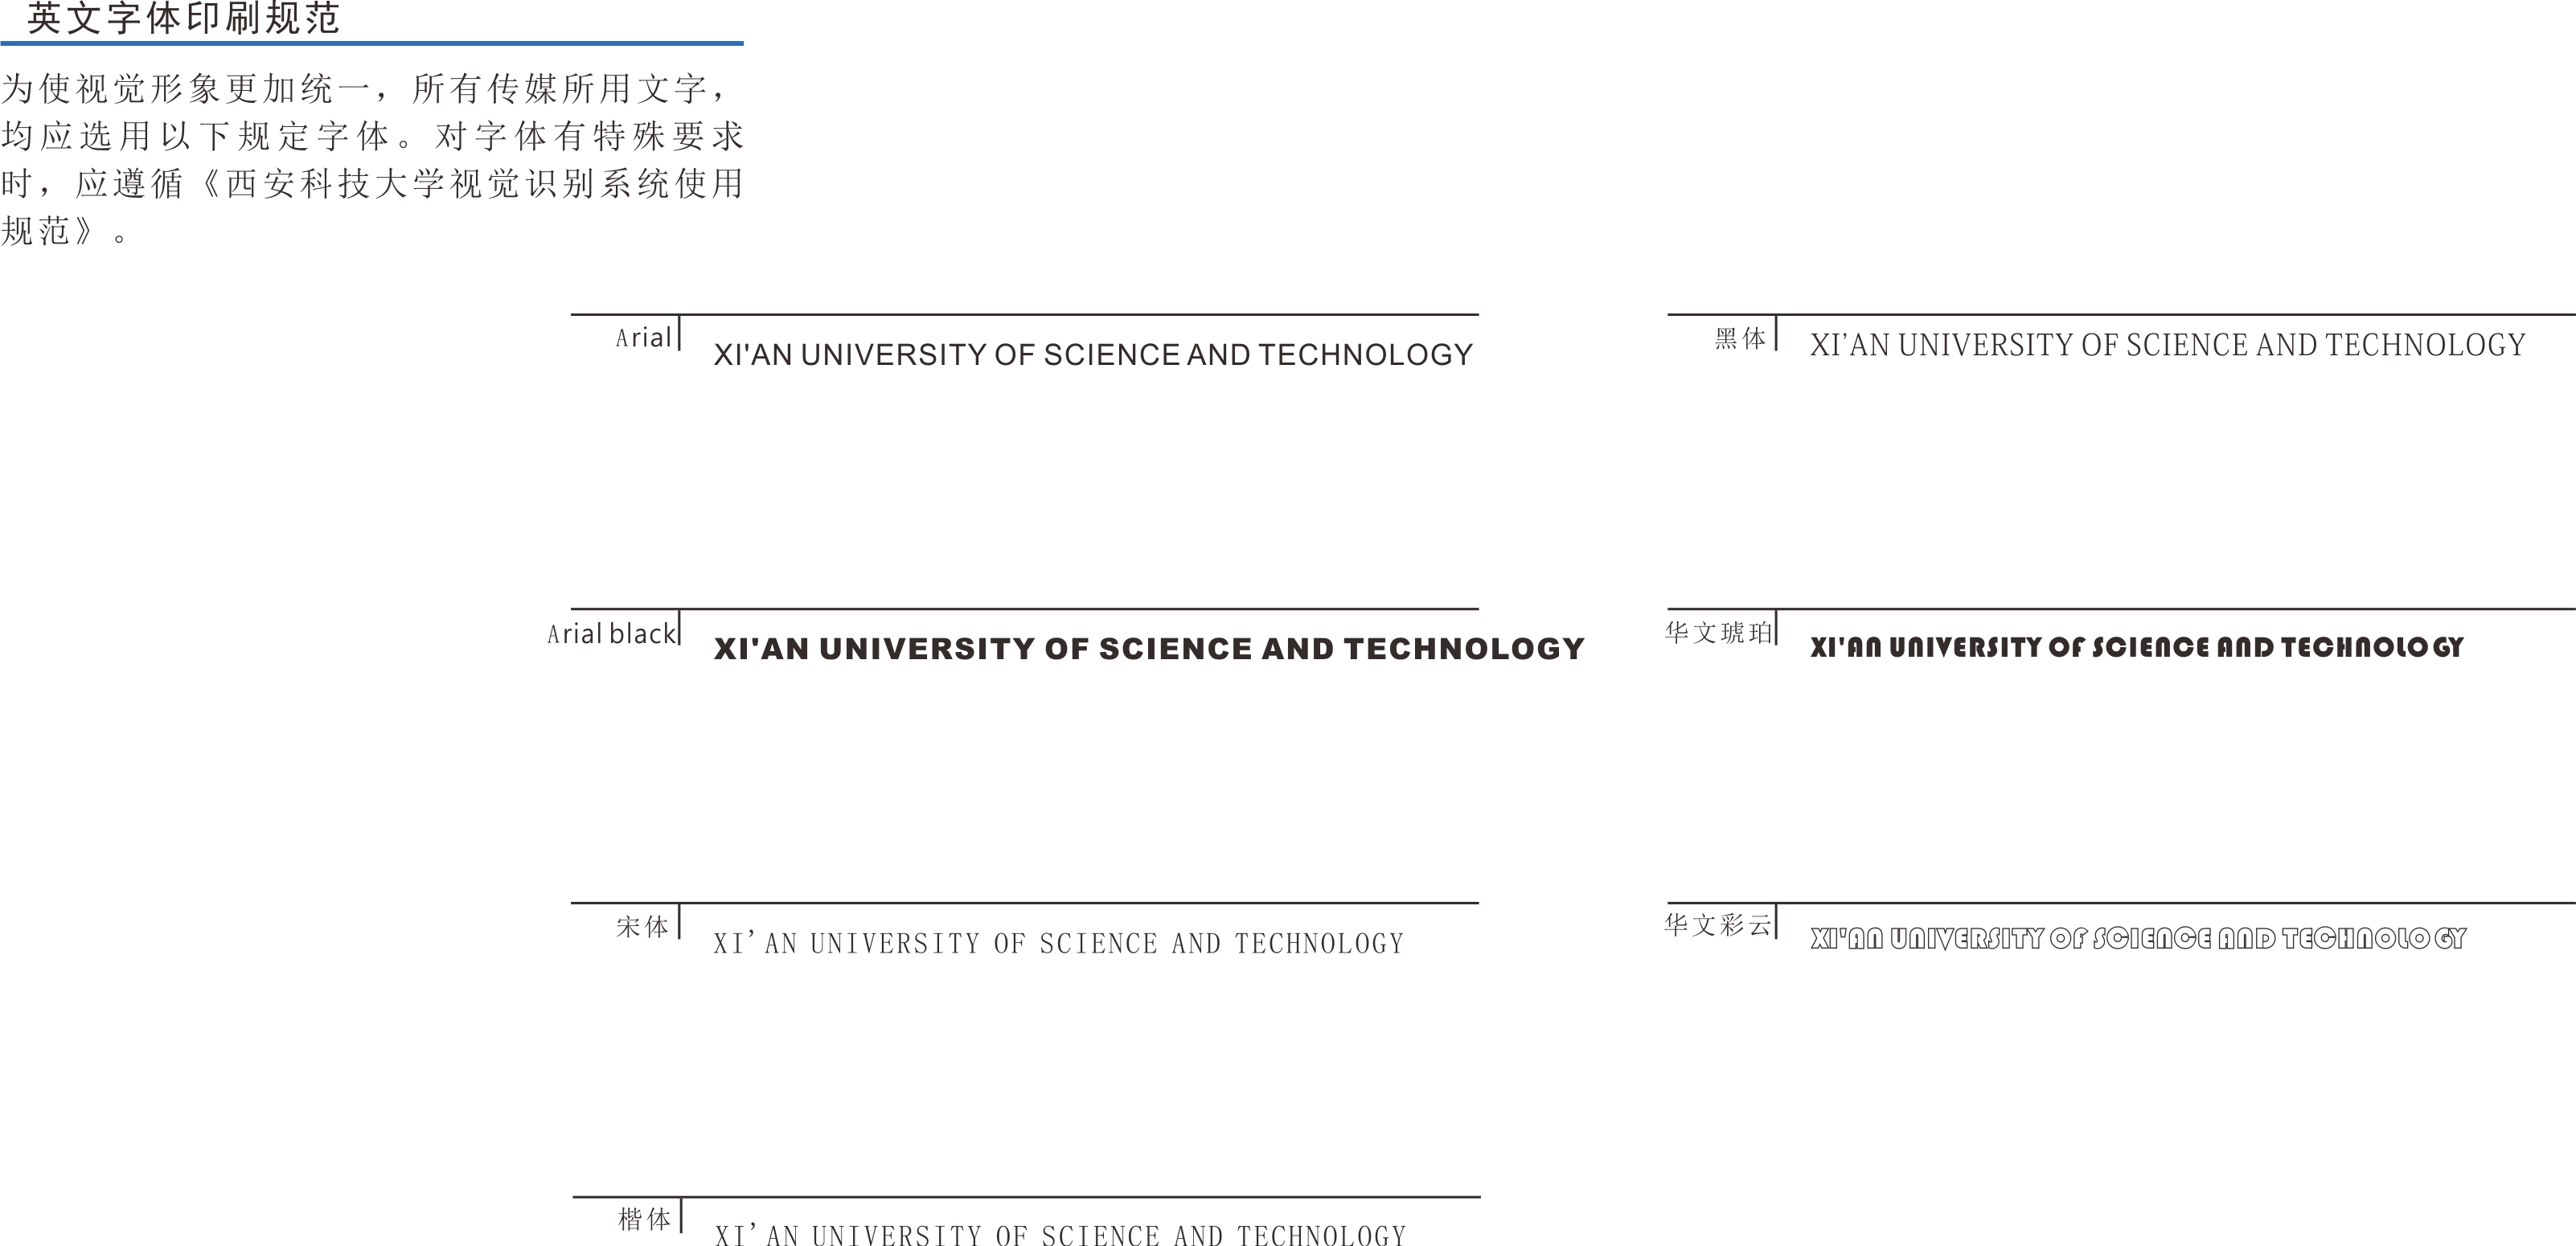 英文字体印刷规范
为使视觉形象更加统一，所有传媒所用文字，
均应选用以下规定字体。对字体有特殊要求
时，应遵循《西安科技大学视觉识别系统使用
规范》。
Arial
XI'AN UNIVERSITY OF SCIENCE AND TECHNOLOGY
黑体
XI’AN UNIVERSITY OF SCIENCE AND TECHNOLOGY
Arial black
XI'AN UNIVERSITY OF SCIENCE AND TECHNOLOGY
华文琥珀
XI'AN UNIVERSITY OF SCIENCE AND TECHNOLOGY
宋体
XI’AN UNIVERSITY OF SCIENCE AND TECHNOLOGY
华文彩云
XI'AN UNIVERSITY OF SCIENCE AND TECHNOLOGY
楷体
XI’AN UNIVERSITY OF SCIENCE AND TECHNOLOGY